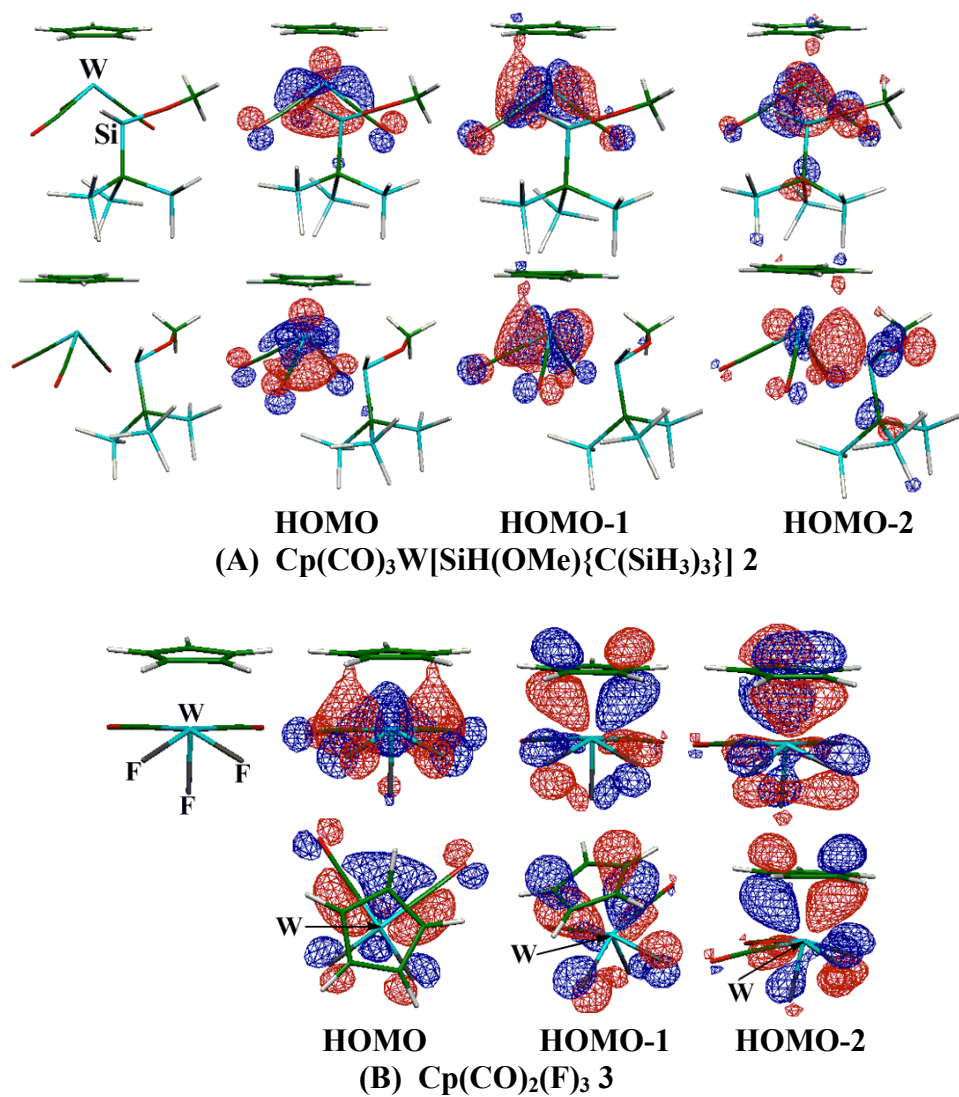 W
Si
HOMO HOMO-1 HOMO-2
(A) Cp(CO)₃W[SiH(OMe){C(SiH₃)₃}] 2
W
F F
F
W
W
W
HOMO HOMO-1 HOMO-2
(B) Cp(CO)₂(F)₃ 3